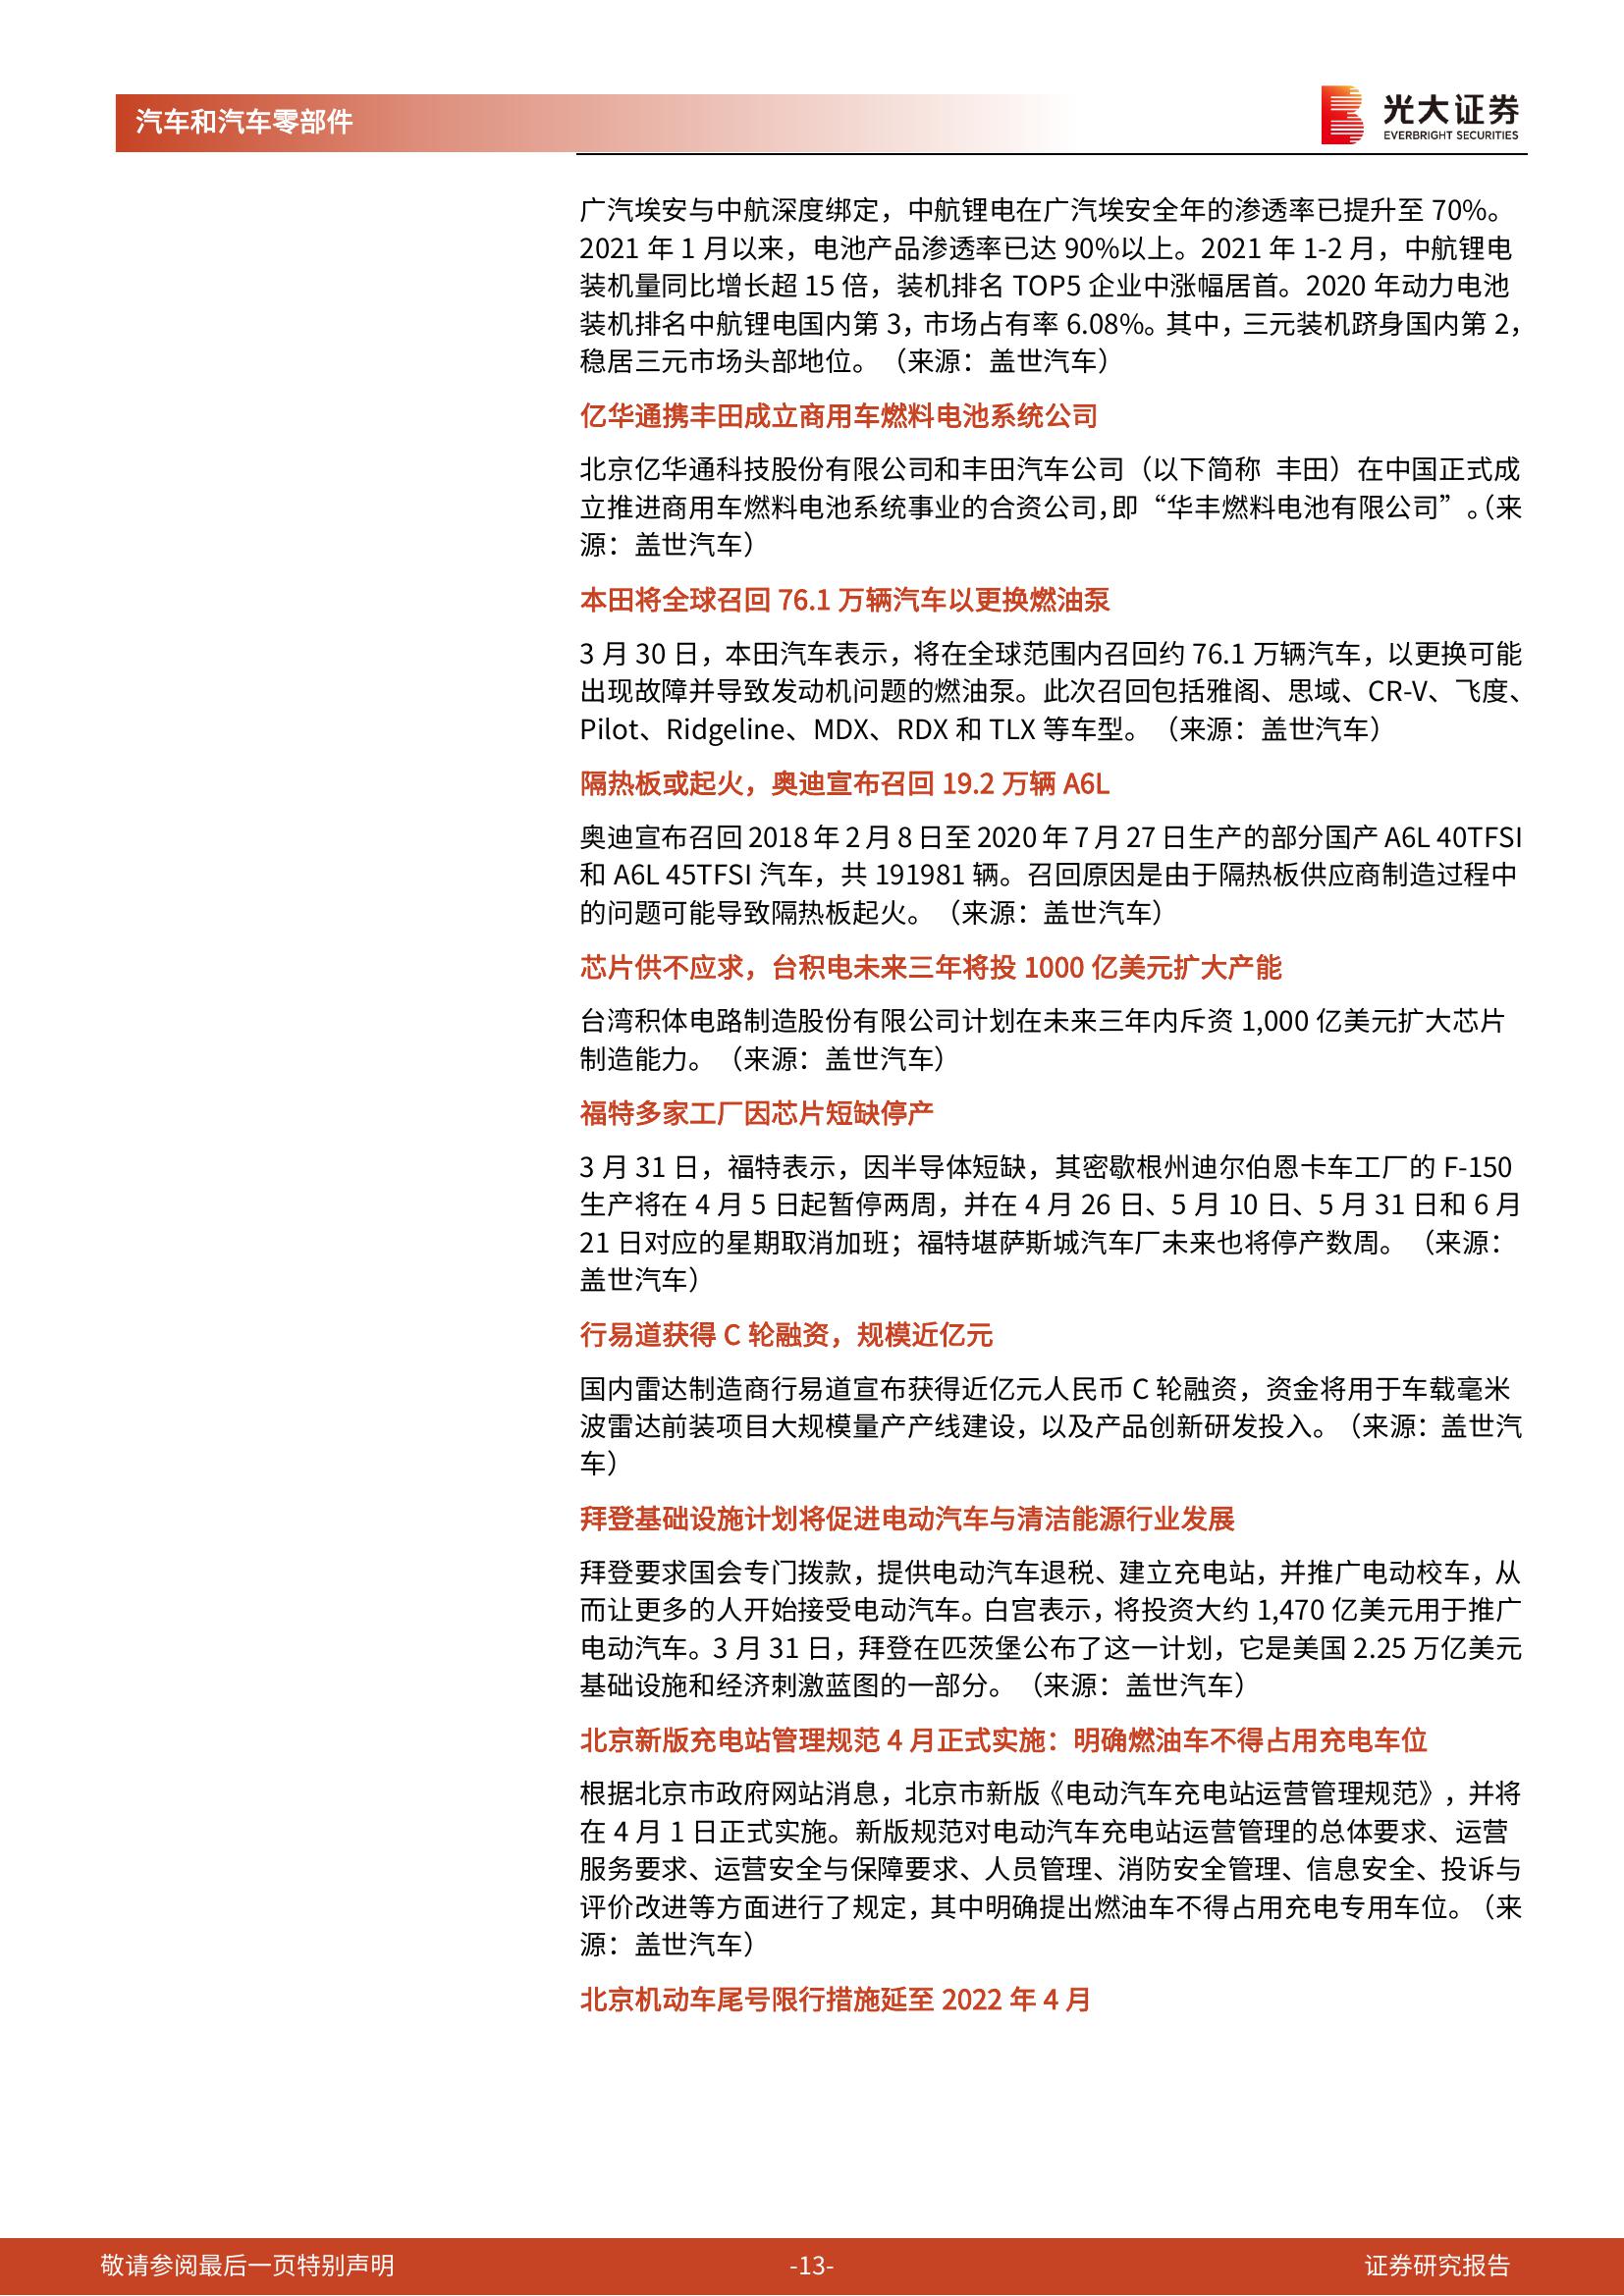 汽车和汽车零部件
光大证券
EVERBRIGHT SECURITIES
广汽埃安与中航深度绑定，中航锂电在广汽埃安全年的渗透率已提升至 70%。
2021 年 1 月以来，电池产品渗透率已达 90%以上。2021 年 1-2 月，中航锂电
装机量同比增长超 15 倍，装机排名 TOP5 企业中涨幅居首。2020 年动力电池
装机排名中航锂电国内第 3，市场占有率 6.08%。其中，三元装机跻身国内第 2，
稳居三元市场头部地位。（来源：盖世汽车）
亿华通携丰田成立商用车燃料电池系统公司
北京亿华通科技股份有限公司和丰田汽车公司（以下简称 丰田）在中国正式成
立推进商用车燃料电池系统事业的合资公司，即“华丰燃料电池有限公司”。（来
源：盖世汽车）
本田将全球召回 76.1 万辆汽车以更换燃油泵
3 月 30 日，本田汽车表示，将在全球范围内召回约 76.1 万辆汽车，以更换可能
出现故障并导致发动机问题的燃油泵。此次召回包括雅阁、思域、CR-V、飞度、
Pilot、Ridgeline、MDX、RDX 和 TLX 等车型。（来源：盖世汽车）
隔热板或起火，奥迪宣布召回 19.2 万辆 A6L
奥迪宣布召回 2018 年 2 月 8 日至 2020 年 7 月 27 日生产的部分国产 A6L 40TFSI
和 A6L 45TFSI 汽车，共 191981 辆。召回原因是由于隔热板供应商制造过程中
的问题可能导致隔热板起火。（来源：盖世汽车）
芯片供不应求，台积电未来三年将投 1000 亿美元扩大产能
台湾积体电路制造股份有限公司计划在未来三年内斥资 1,000 亿美元扩大芯片
制造能力。（来源：盖世汽车）
福特多家工厂因芯片短缺停产
3 月 31 日，福特表示，因半导体短缺，其密歇根州迪尔伯恩卡车工厂的 F-150
生产将在 4 月 5 日起暂停两周，并在 4 月 26 日、5 月 10 日、5 月 31 日和 6 月
21 日对应的星期取消加班；福特堪萨斯城汽车厂未来也将停产数周。（来源：
盖世汽车）
行易道获得 C 轮融资，规模近亿元
国内雷达制造商行易道宣布获得近亿元人民币 C 轮融资，资金将用于车载毫米
波雷达前装项目大规模量产产线建设，以及产品创新研发投入。（来源：盖世汽
车）
拜登基础设施计划将促进电动汽车与清洁能源行业发展
拜登要求国会专门拨款，提供电动汽车退税、建立充电站，并推广电动校车，从
而让更多的人开始接受电动汽车。白宫表示，将投资大约 1,470 亿美元用于推广
电动汽车。3 月 31 日，拜登在匹茨堡公布了这一计划，它是美国 2.25 万亿美元
基础设施和经济刺激蓝图的一部分。（来源：盖世汽车）
北京新版充电站管理规范 4 月正式实施：明确燃油车不得占用充电车位
根据北京市政府网站消息，北京市新版《电动汽车充电站运营管理规范》，并将
在 4 月 1 日正式实施。新版规范对电动汽车充电站运营管理的总体要求、运营
服务要求、运营安全与保障要求、人员管理、消防安全管理、信息安全、投诉与
评价改进等方面进行了规定，其中明确提出燃油车不得占用充电专用车位。（来
源：盖世汽车）
北京机动车尾号限行措施延至 2022 年 4 月
敬请参阅最后一页特别声明
-13-
证券研究报告